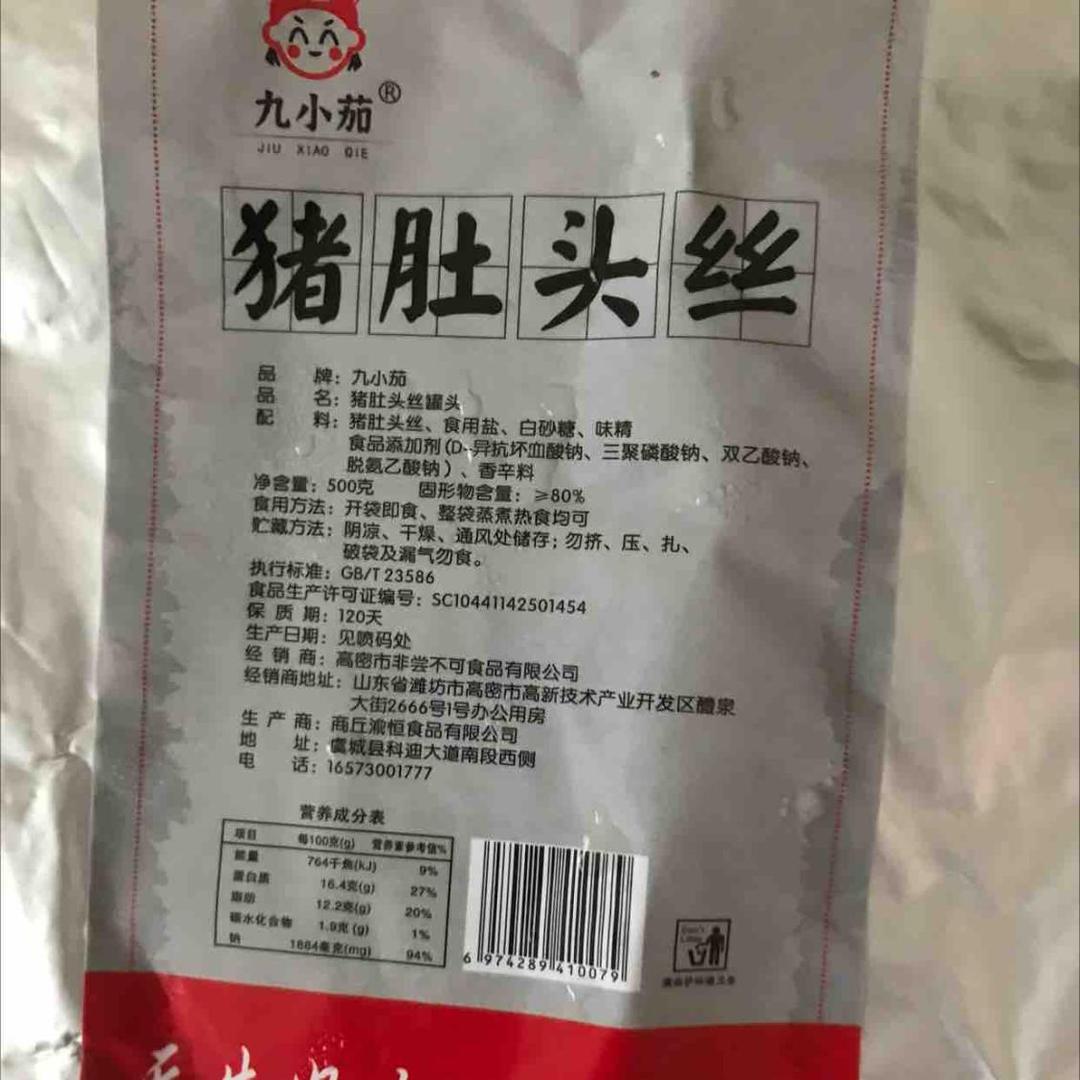 九小茄®
JIU XIAO QIE
猪肚头丝
品 牌：九小茄
品 名：猪肚头丝罐头
配 料：猪肚头丝、食用盐、白砂糖、味精
食品添加剂(D-异抗坏血酸钠、三聚磷酸钠、双乙酸钠、
脱氢乙酸钠)、香辛料
净含量：500克 固形物含量：≥80%
食用方法：开袋即食、整袋蒸煮热食均可
贮藏方法：阴凉、干燥、通风处储存；勿挤、压、扎、
破袋及漏气勿食。
执行标准：GB/T 23586
食品生产许可证编号：SC10441142501454
保 质 期：120天
生产日期：见喷码处
经 销 商：高密市非尝不可食品有限公司
经销商地址：山东省潍坊市高密市高新技术产业开发区醴泉
大街2666号1号办公用房
生 产 商：商丘渝恒食品有限公司
地 址：虞城县科迪大道南段西侧
电 话：16573001777
营养成分表
项目 每100克(g) 营养素参考值%
能量 764千焦(kJ) 9%
蛋白质 16.4克(g) 27%
脂肪 12.2克(g) 20%
碳水化合物 1.9克(g) 1%
钠 1884毫克(mg) 94%
6 974289 410079